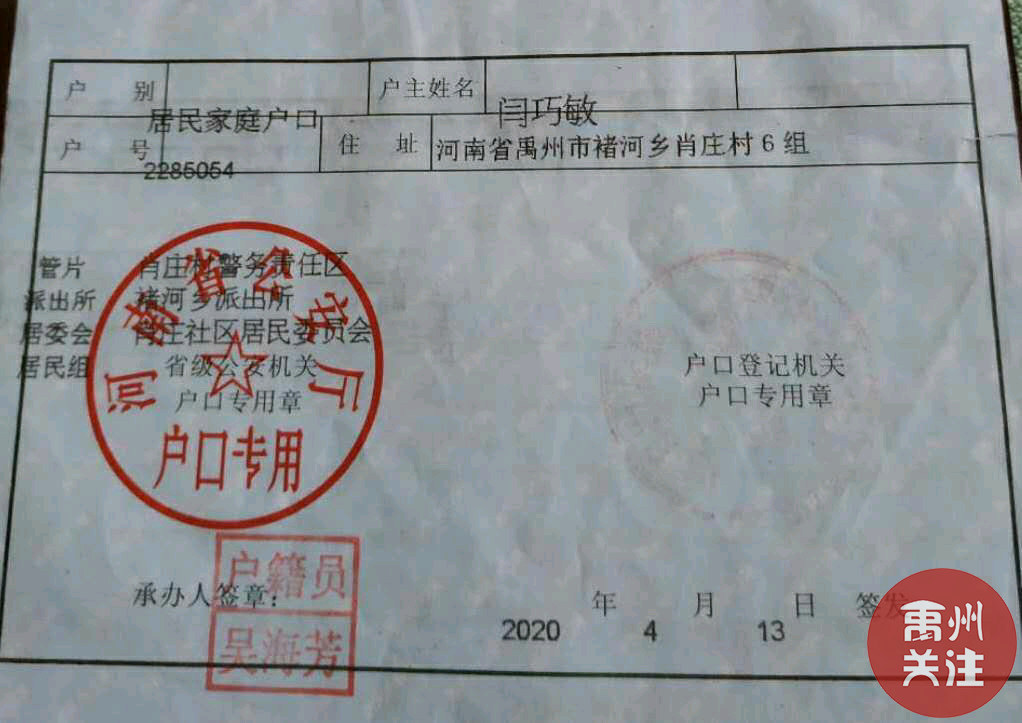 户 别 居民家庭户口 户主姓名 闫巧敏
户 号 2285054 住 址 河南省禹州市褚河乡肖庄村6组
管片 肖庄村警务责任区
派出所 褚河乡派出所
居委会 肖庄社区居民委员会
居民组
省级公安机关
户口专用章
河南省公安厅
户口专用
户口登记机关
户口专用章
承办人签章:
户籍员
吴海芳
2020 年 4 月 13 日 签发
禹州
关注